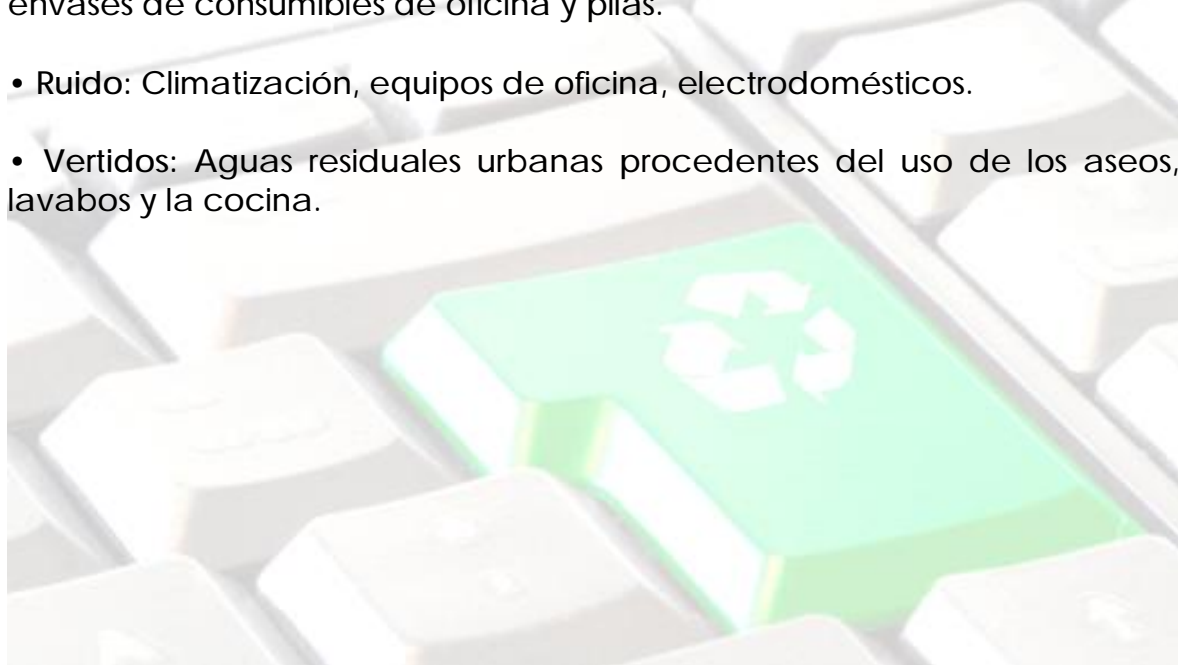 envases de consumibles de oficina y pilas.
• Ruido: Climatización, equipos de oficina, electrodomésticos.
• Vertidos: Aguas residuales urbanas procedentes del uso de los aseos,
lavabos y la cocina.